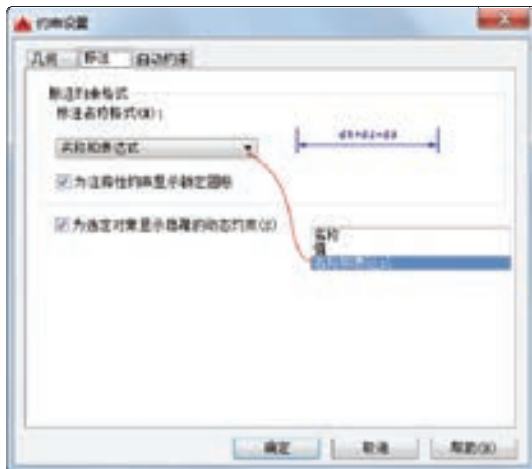 约束设置
几何 标注 自动约束
标注约束格式
标注名称格式(N):
名称和表达式
为注释性约束显示锁定图标
为选定对象显示隐藏的动态约束(S)
名称
值
名称和表达式
确定 取消 帮助(H)